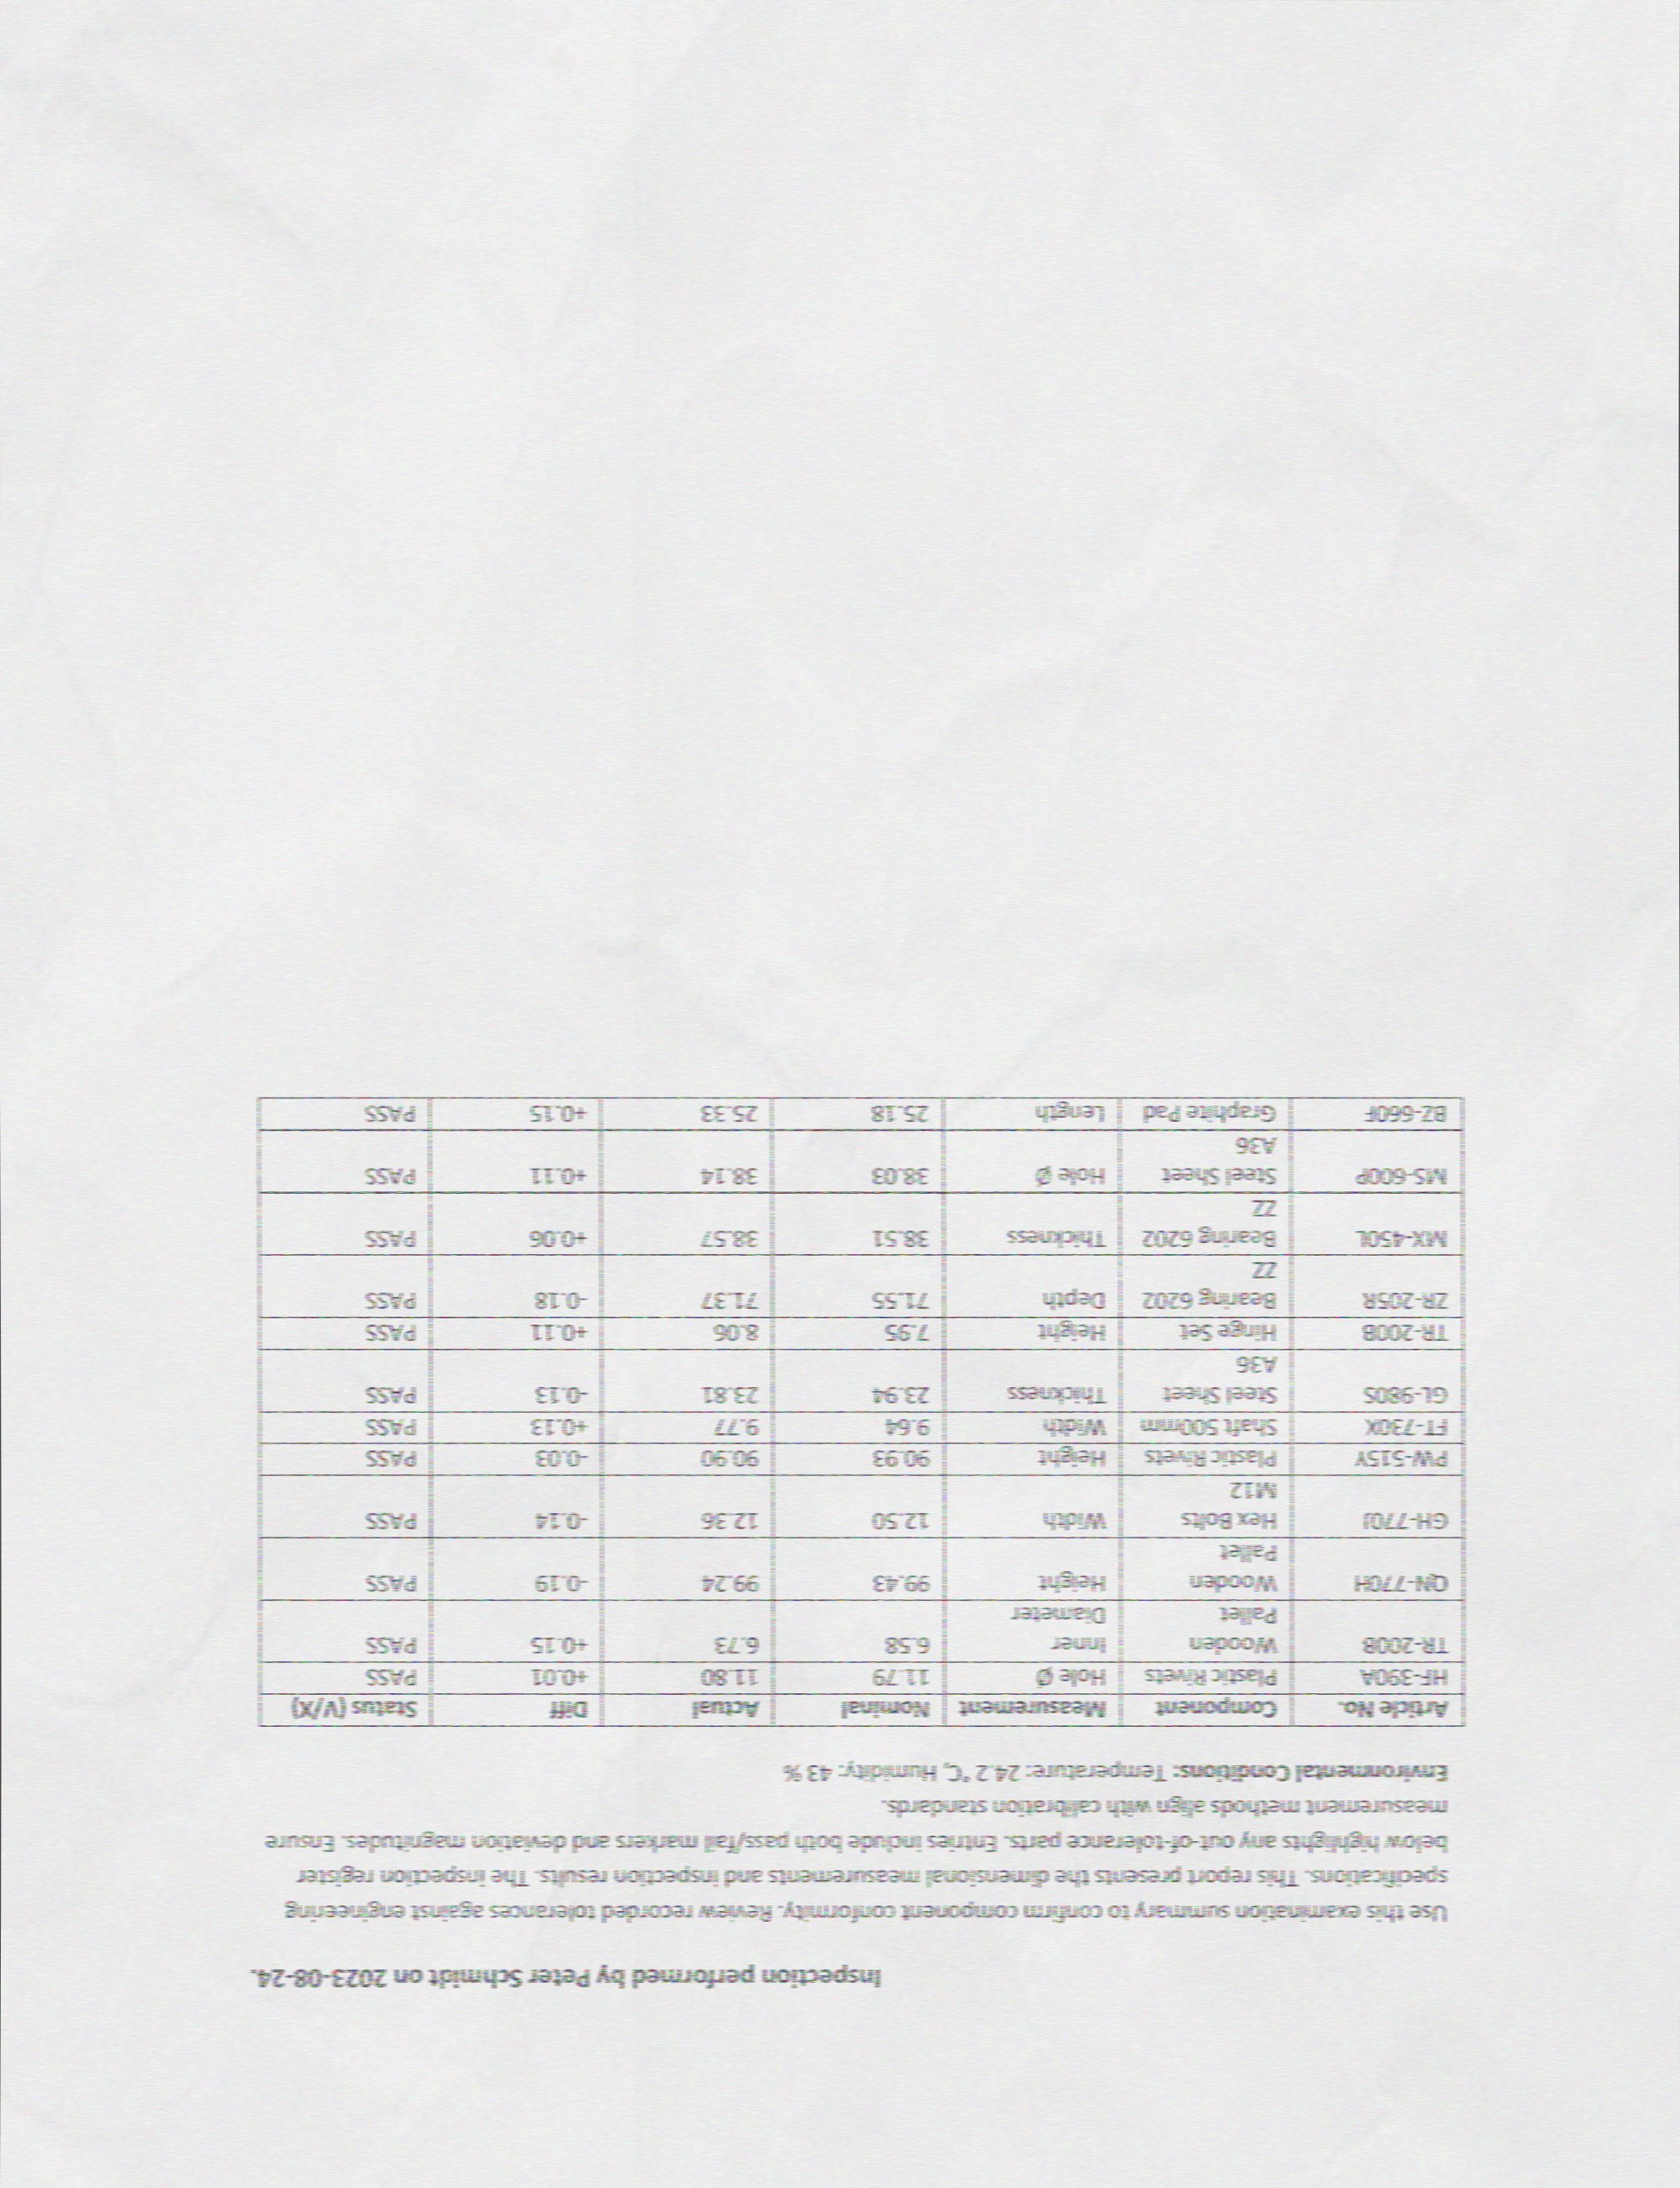 Inspection performed by Peter Schmidt on 2023-08-24.
Use this examination summary to confirm component conformity. Review recorded tolerances against engineering
specifications. This report presents the dimensional measurements and inspection results. The inspection register
below highlights any out-of-tolerance parts. Entries include both pass/fail markers and deviation magnitudes. Ensure
measurement methods align with calibration standards.
Environmental Conditions: Temperature: 24.2 °C, Humidity: 43 %
Article No. Component Measurement Nominal Actual Diff Status (V/X)
HF-390A Plastic Rivets Hole Ø 11.79 11.80 +0.01 PASS
TR-200B Wooden Inner 6.58 6.73 +0.15 PASS
Pallet Diameter
QN-770H Wooden Height 99.43 99.24 -0.19 PASS
Pallet
GH-770J Hex Bolts Width 12.50 12.36 -0.14 PASS
M12
PW-515Y Plastic Rivets Height 90.93 90.90 -0.03 PASS
FT-730X Shaft 500mm Width 9.64 9.77 +0.13 PASS
GL-980S Steel Sheet Thickness 23.94 23.81 -0.13 PASS
A36
TR-200B Hinge Set Height 7.95 8.06 +0.11 PASS
ZR-205R Bearing 6202 Depth 71.55 71.37 -0.18 PASS
ZZ
MX-450L Bearing 6202 Thickness 38.51 38.57 +0.06 PASS
ZZ
MS-600P Steel Sheet Hole Ø 38.03 38.14 +0.11 PASS
A36
BZ-660F Graphite Pad Length 25.18 25.33 +0.15 PASS